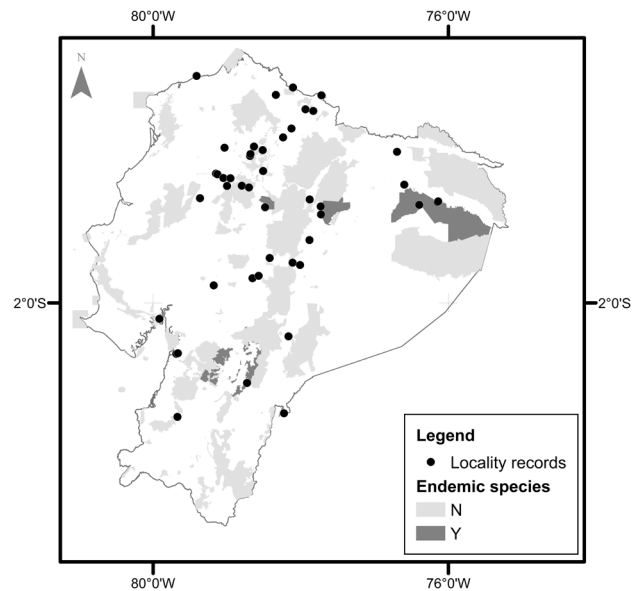 80°0'W 76°0'W
N
2°0'S 2°0'S
Legend
Locality records
Endemic species
N
Y
80°0'W 76°0'W